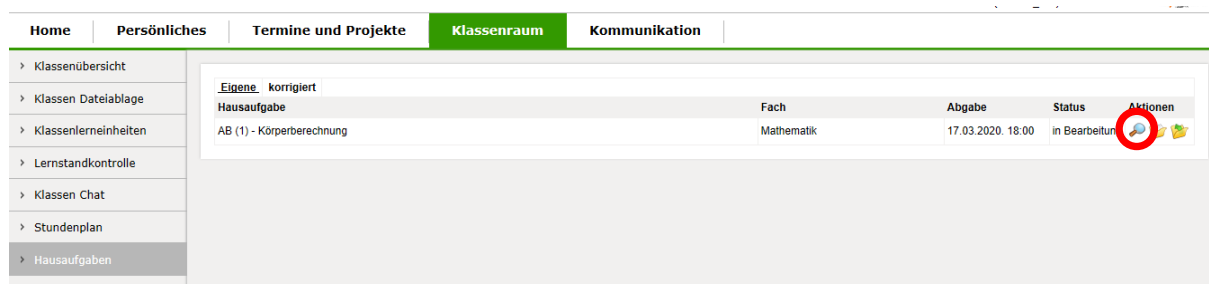 Home Persönliches Termine und Projekte Klassenraum Kommunikation
Klassenübersicht
Klassen Dateiablage
Klassenlerneinheiten
Lernstandkontrolle
Klassen Chat
Stundenplan
Hausaufgaben
Eigene korrigiert
Hausaufgabe Fach Abgabe Status Aktionen
AB (1) - Körperberechnung Mathematik 17.03.2020. 18:00 in Bearbeitun